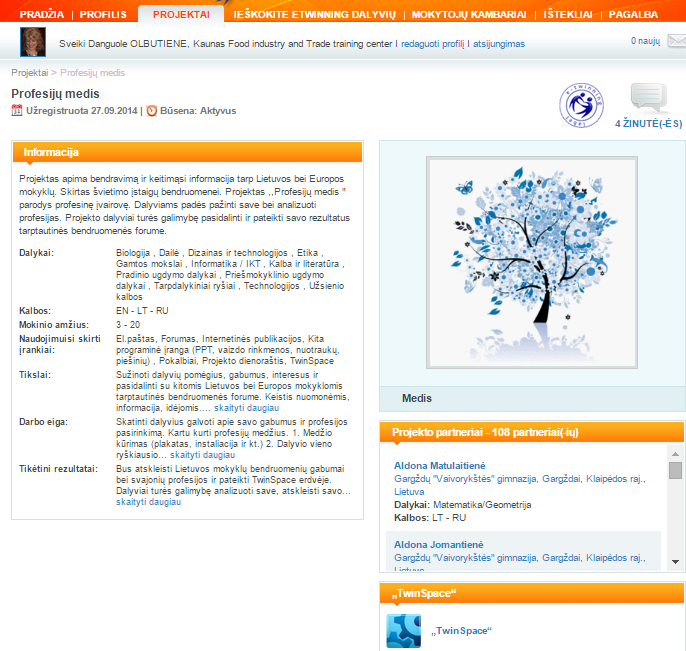 PRADŽIA | PROFILIS PROJEKTAI IEŠKOKITE ETWINNING DALYVIŲ | MOKYTOJŲ KAMBARIAI | IŠTEKLIAI | PAGALBA
Sveiki Danguole OLBUTIENE, Kaunas Food industry and Trade training center I redaguoti profilį I atsijungimas
0 naujų
Projektai > Profesijų medis
Profesijų medis
Užregistruota 27.09.2014 | Būsena: Aktyvus
4 ŽINUTĖ(-ĖS)
Informacija
Projektas apima bendravimą ir keitimąsi informacija tarp Lietuvos bei Europos
mokyklų. Skirtas švietimo įstaigų bendruomenei. Projektas ,,Profesijų medis "
parodys profesinę įvairovę. Dalyviams padės pažinti save bei analizuoti
profesijas. Projekto dalyviai turės galimybę pasidalinti ir pateikti savo rezultatus
tarptautinės bendruomenės forume.
Dalykai: Biologija , Dailė , Dizainas ir technologijos , Etika ,
Gamtos mokslai , Informatika / IKT , Kalba ir literatūra ,
Pradinio ugdymo dalykai , Priešmokyklinio ugdymo
dalykai , Tarpdalykiniai ryšiai , Technologijos , Užsienio
kalbos
Kalbos: EN - LT - RU
Mokinio amžius: 3 - 20
Naudojimuisi skirti įrankiai: El.paštas, Forumas, Internetinės publikacijos, Kita
programinė įranga (PPT, vaizdo rinkmenos, nuotraukų,
piešinių) , Pokalbiai, Projekto dienoraštis, TwinSpace
Tikslai: Sužinoti dalyvių pomėgius, gabumus, interesus ir
pasidalinti su kitomis Lietuvos bei Europos mokyklomis
tarptautinės bendruomenės forume. Keistis nuomonėmis,
informacija, idėjomis.... skaityti daugiau
Darbo eiga: Skatinti dalyvius galvoti apie savo gabumus ir profesijos
pasirinkimą. Kartu kurti profesijų medžius. 1. Medžio
kūrimas (plakatas, instaliacija ir kt.) 2. Dalyvio vieno
ryškiausio... skaityti daugiau
Tikėtini rezultatai: Bus atskleisti Lietuvos mokyklų bendruomenių gabumai
bei svajonių profesijos ir pateikti TwinSpace erdvėje.
Dalyviai turės galimybę analizuoti save, atskleisti savo...
skaityti daugiau
Medis
Projekto partneriai - 108 partneriai(-ių)
Aldona Matulaitienė
Gargždų "Vaivorykštės" gimnazija, Gargždai, Klaipėdos raj.,
Lietuva
Dalykai: Matematika/Geometrija
Kalbos: LT - RU
Aldona Jomantienė
Gargždų "Vaivorykštės" gimnazija, Gargždai, Klaipėdos raj.,
Lietuva
„TwinSpace“
„TwinSpace“